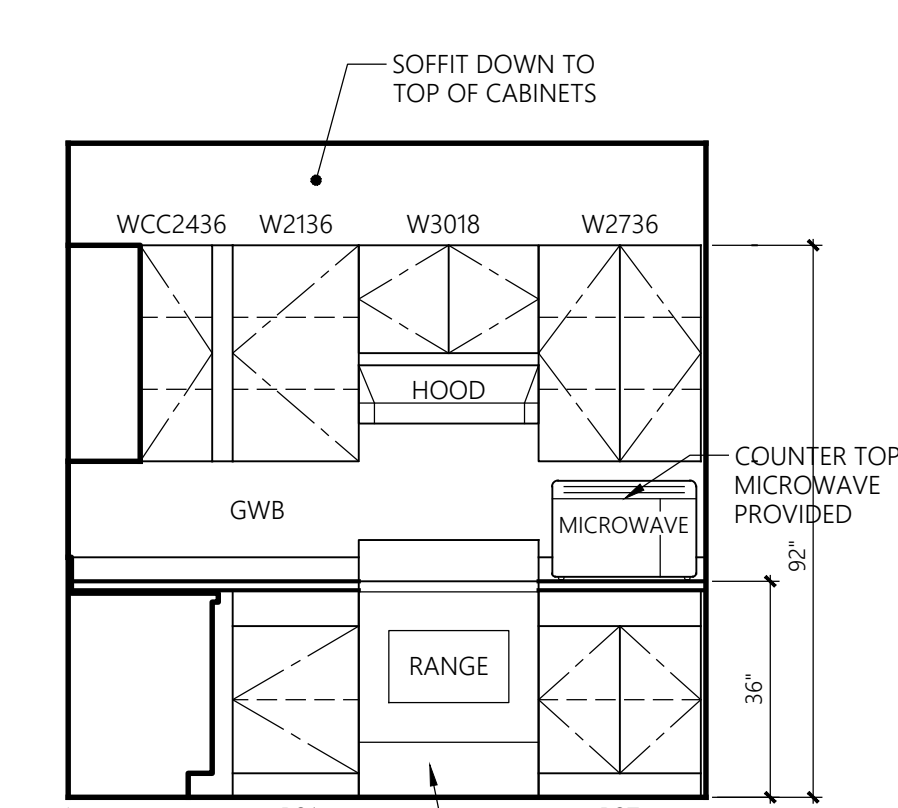 SOFFIT DOWN TO
TOP OF CABINETS
WCC2436 W2136 W3018 W2736
HOOD
COUNTER TOP
MICROWAVE
PROVIDED
GWB
MICROWAVE
92"
RANGE
36"